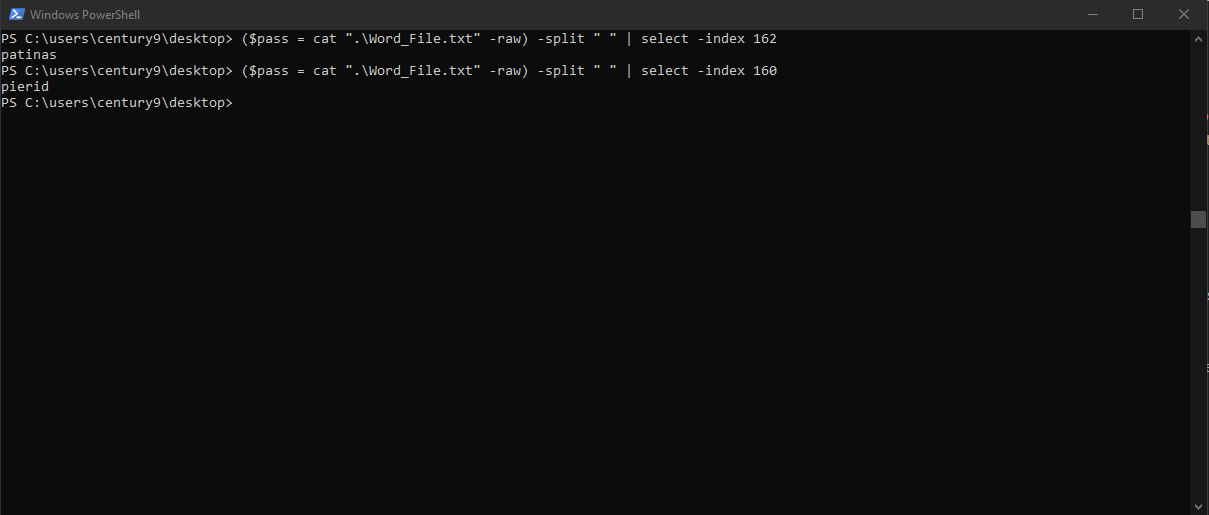 Windows PowerShell
PS C:\users\century9\desktop> ($pass = cat ".\Word_File.txt" -raw) -split " " | select -index 162
patinas
PS C:\users\century9\desktop> ($pass = cat ".\Word_File.txt" -raw) -split " " | select -index 160
pierid
PS C:\users\century9\desktop>